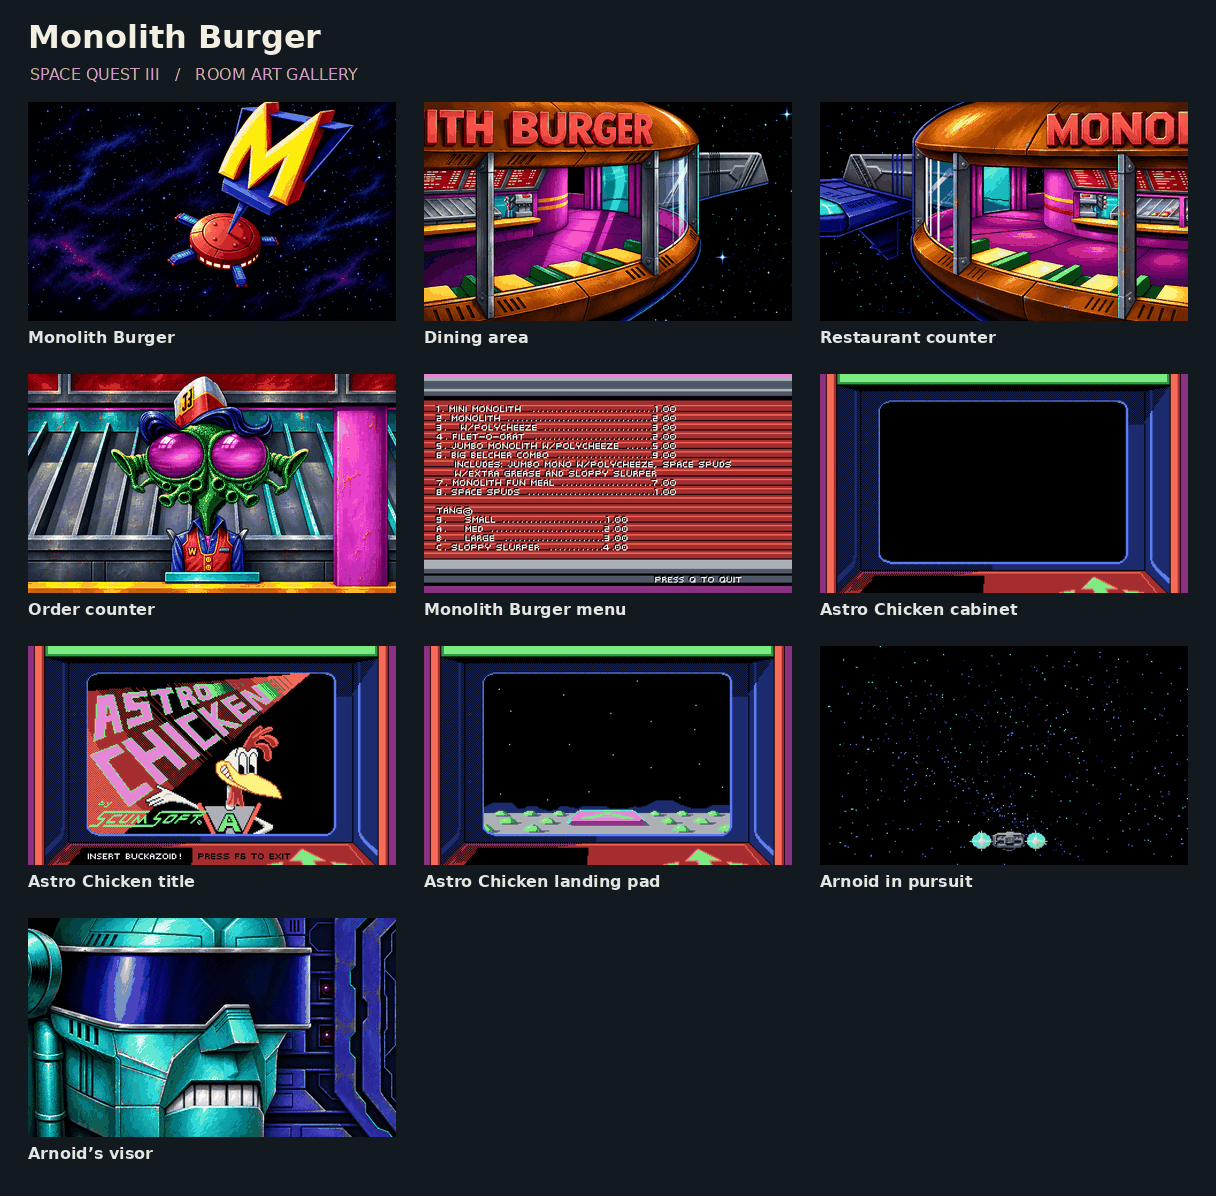 Monolith Burger
SPACE QUEST III / ROOM ART GALLERY
M
ITH BURGER
MONOL
Monolith Burger
Dining area
Restaurant counter
JJ
W
1. MINI MONOLITH ..........................1.00
2. MONOLITH ...............................2.00
3. W/POLYCHEEZE ........................3.00
4. FILET-O-ORAT ...........................2.00
5. JUMBO MONOLITH W/POLYCHEEZE .....5.00
6. BIG BELCHER COMBO ....................9.00
INCLUDES: JUMBO MONO W/POLYCHEEZE, SPACE SPUDS
W/EXTRA GREASE AND SLOPPY SLURPER
7. MONOLITH FUN MEAL ....................7.00
8. SPACE SPUDS ...........................1.00
TANG@
9. SMALL ........................1.00
A. MED .........................2.00
B. LARGE .....................3.00
C. SLOPPY SLURPER ...........4.00
PRESS Q TO QUIT
Order counter
Monolith Burger menu
Astro Chicken cabinet
ASTRO
CHICKEN
by
SCUMSOFT
A
INSERT BUCKAZOID! PRESS F6 TO EXIT
Astro Chicken title
Astro Chicken landing pad
Arnoid in pursuit
Arnoid’s visor